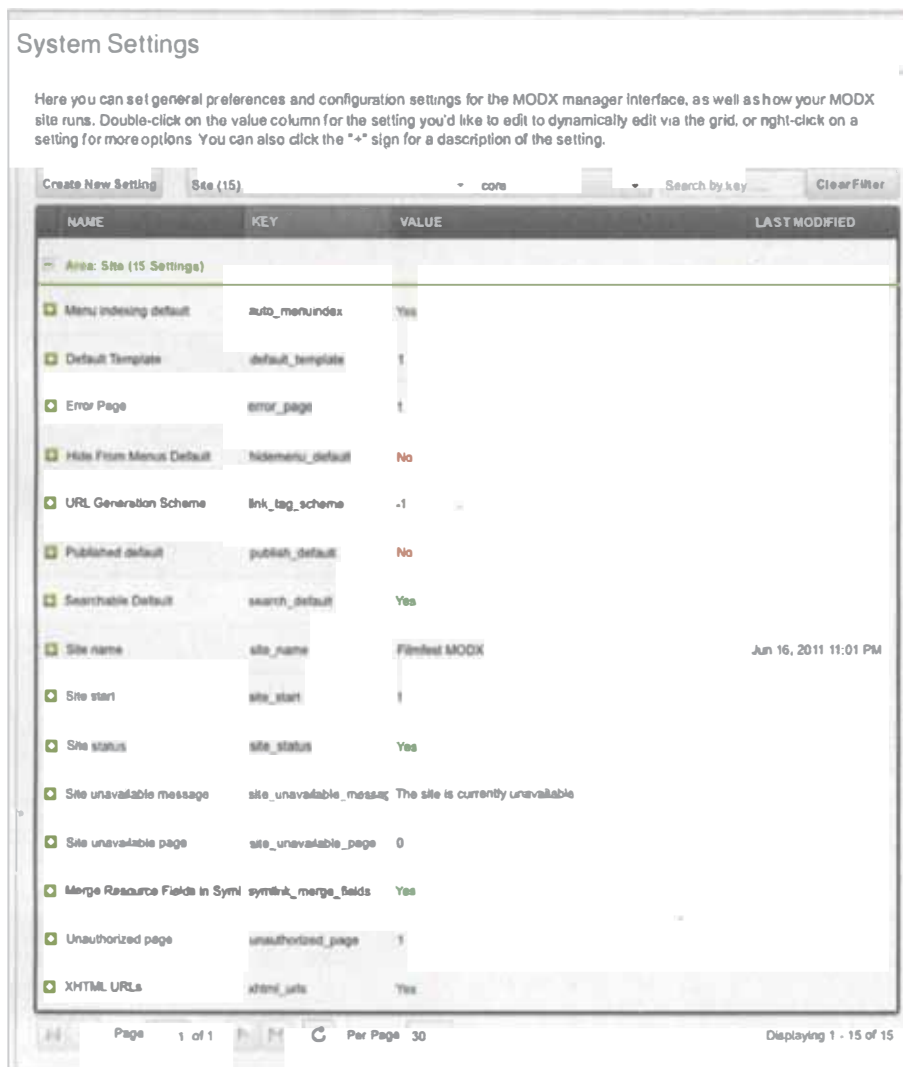 System Settings
Here you can set general preferences and configuration settings for the MODX manager interface, as well as how your MODX
site runs. Double-click on the value column for the setting you'd like to edit to dynamically edit via the grid, or right-click on a
setting for more options You can also click the "+" sign for a dascription of the setting.
Create New Setting Site (15) core Search by key Clear Filter
NAME KEY VALUE LAST MODIFIED
Area: Site (15 Settings)
Menu indexing default auto_menuindex Yes
Default Template default_template 1
Error Page error_page 1
Hide From Menus Default hidemenu_default No
URL Generation Scheme link_tag_scheme -1
Published default publish_default No
Searchable Default search_default Yes
Site name site_name Filmfest MODX Jun 16, 2011 11:01 PM
Site start site_start 1
Site status site_status Yes
Site unavailable message site_unavailable_messag The site is currently unavailable
Site unavailable page site_unavailable_page 0
Merge Resource Fields in Syml symlink_merge_fields Yes
Unauthorized page unauthorized_page 1
XHTML URLs xhtml_urls Yes
Page 1 of 1 Per Page 30 Displaying 1 - 15 of 15